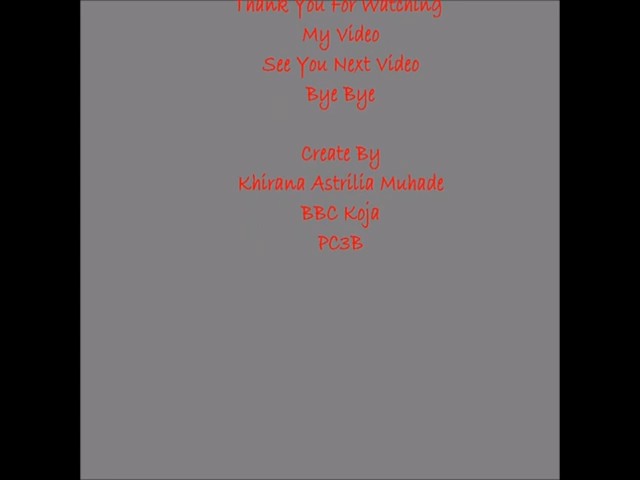 Thank You For Watching
My Video
See You Next Video
Bye Bye
Create By
Khirana Astrilia Muhade
BBC Koja
PC3B